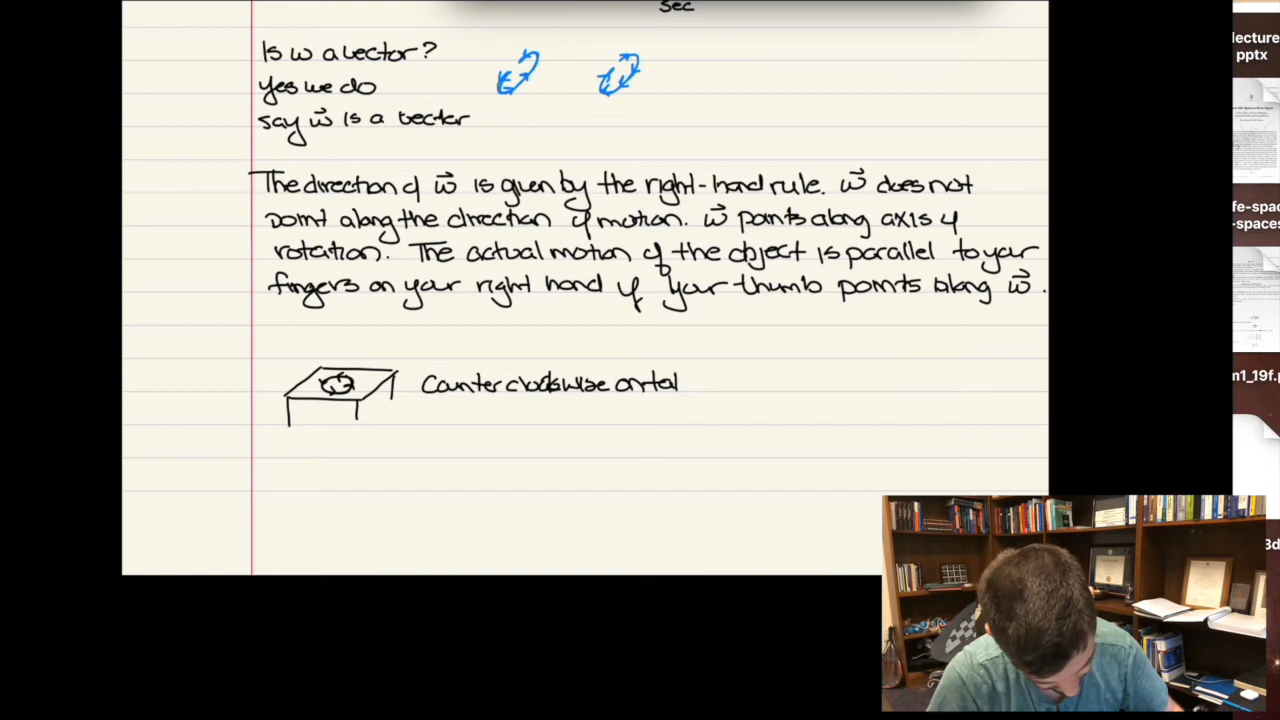 sec
Is w a vector?
yes we do
say w⃗ is a vector
The direction of w⃗ is given by the right-hand rule. w⃗ does not
point along the direction of motion. w⃗ points along axis of
rotation. The actual motion of the object is parallel to your
fingers on your right hand if your thumb points along w⃗.
Counterclockwise on tal
lecture
pptx
fe-spac
-spaces
m1_19f.p
3d